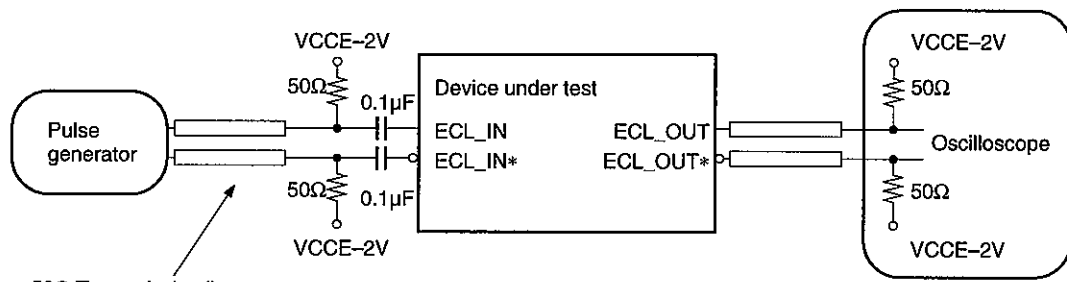 VCCE–2V
50Ω
0.1μF
Pulse
generator
Device under test
ECL_IN
ECL_IN*
ECL_OUT
ECL_OUT*
50Ω
0.1μF
VCCE–2V
VCCE–2V
50Ω
Oscilloscope
50Ω
VCCE–2V